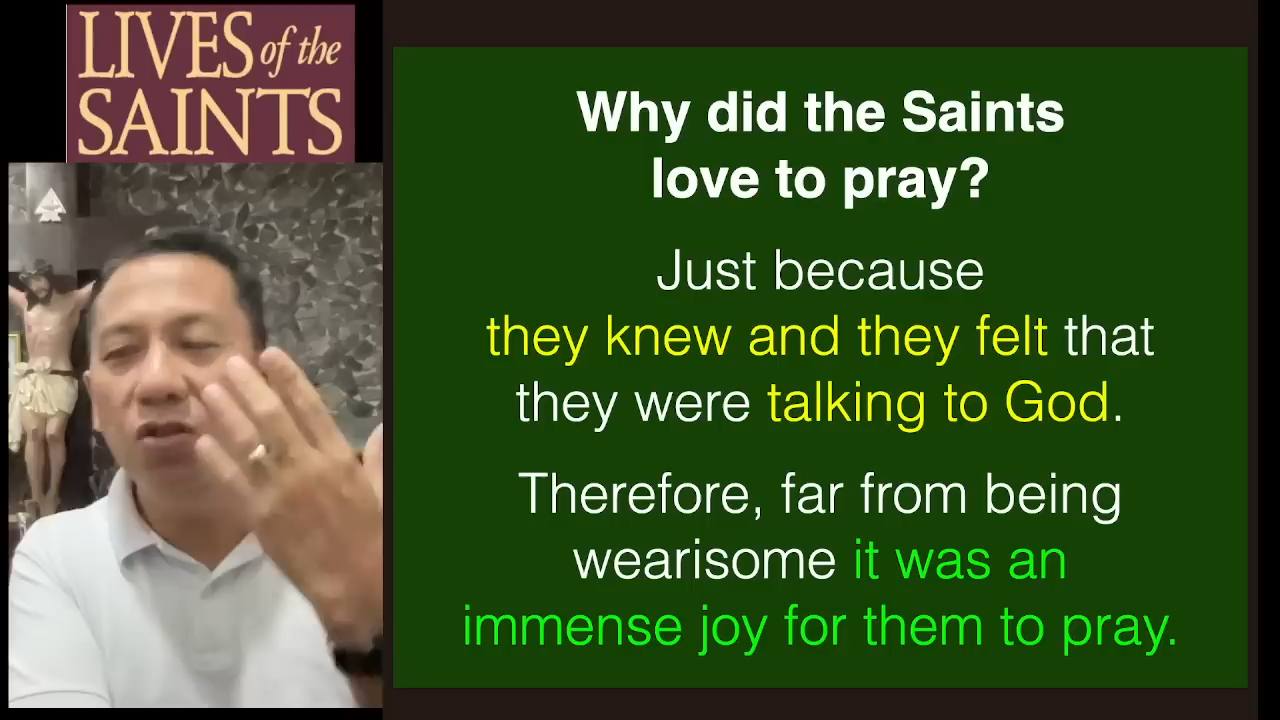 LIVES of the
SAINTS
Why did the Saints
love to pray?
Just because
they knew and they felt that
they were talking to God.
Therefore, far from being
wearisome it was an
immense joy for them to pray.